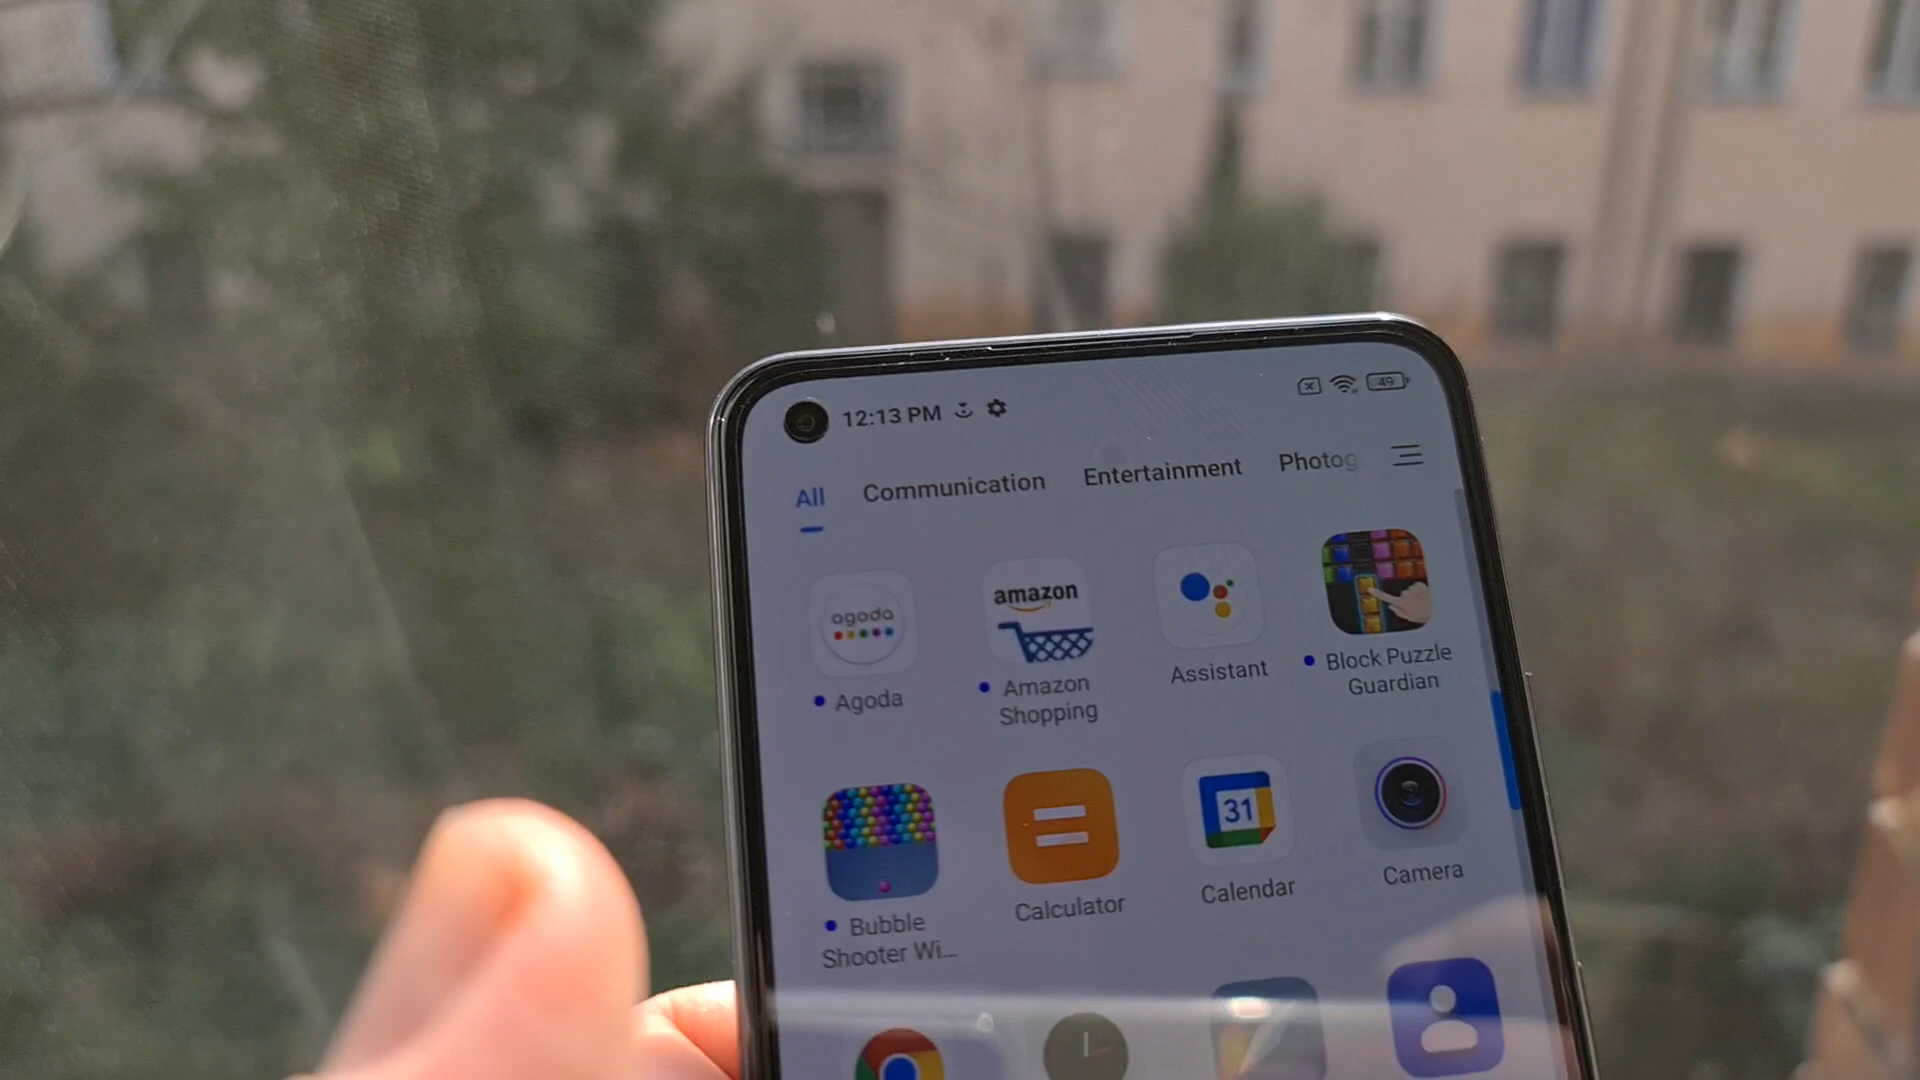 12:13 PM
49
All Communication Entertainment Photog
agoda
amazon
Agoda
Amazon
Shopping
Assistant
Block Puzzle
Guardian
31
Bubble
Shooter Wi...
Calculator
Calendar
Camera